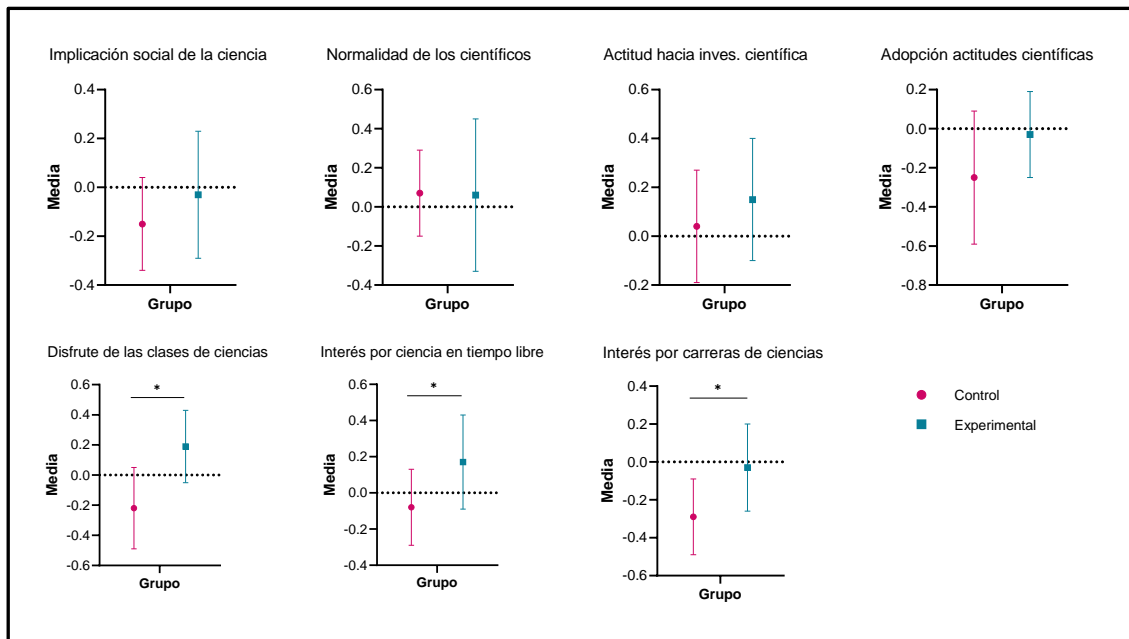 Implicación social de la ciencia
0.4
0.2
0.0
-0.2
-0.4
Media
Grupo
Normalidad de los científicos
0.6
0.4
0.2
0.0
-0.2
-0.4
Media
Grupo
Actitud hacia inves. científica
0.6
0.4
0.2
0.0
-0.2
Media
Grupo
Adopción actitudes científicas
0.2
0.0
-0.2
-0.4
-0.6
-0.8
Media
Grupo
Disfrute de las clases de ciencias
0.6
0.4
0.2
0.0
-0.2
-0.4
-0.6
Media
*
Grupo
Interés por ciencia en tiempo libre
0.6
0.4
0.2
0.0
-0.2
-0.4
Media
*
Grupo
Interés por carreras de ciencias
0.4
0.2
0.0
-0.2
-0.4
-0.6
Media
*
Grupo
Control
Experimental